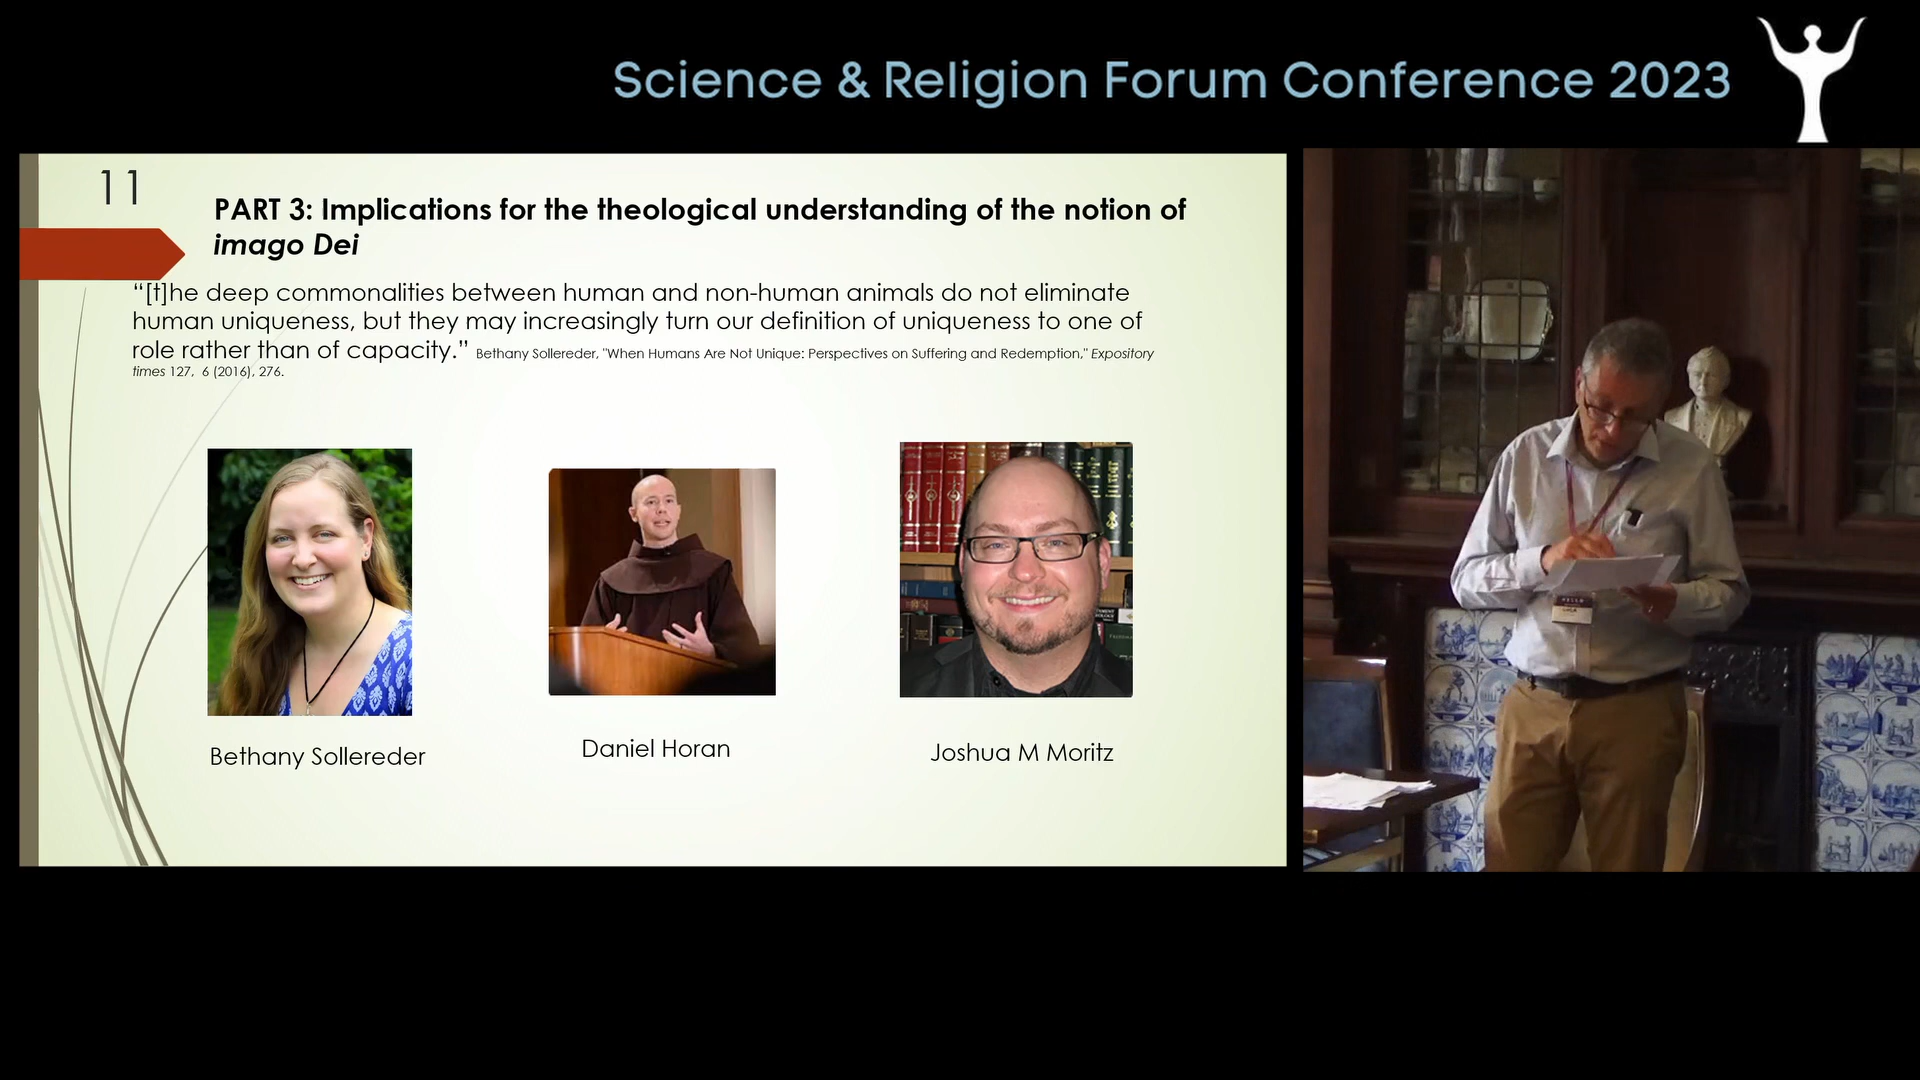 Science & Religion Forum Conference 2023
11
PART 3: Implications for the theological understanding of the notion of
imago Dei
“[t]he deep commonalities between human and non-human animals do not eliminate
human uniqueness, but they may increasingly turn our definition of uniqueness to one of
role rather than of capacity.” Bethany Sollereder, "When Humans Are Not Unique: Perspectives on Suffering and Redemption," Expository
times 127, 6 (2016), 276.
Bethany Sollereder
Daniel Horan
Joshua M Moritz
HELLO